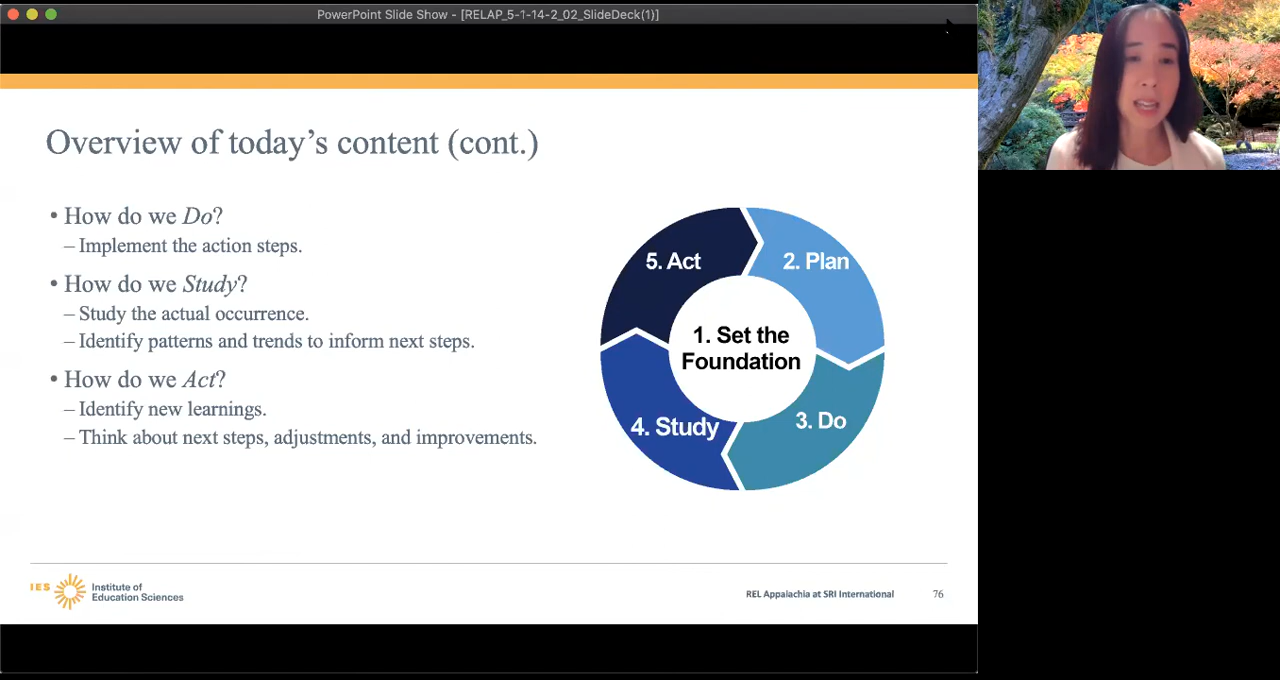 PowerPoint Slide Show - [RELAP_5-1-14-2_02_SlideDeck(1)]
Overview of today’s content (cont.)
• How do we Do?
– Implement the action steps.
• How do we Study?
– Study the actual occurrence.
– Identify patterns and trends to inform next steps.
• How do we Act?
– Identify new learnings.
– Think about next steps, adjustments, and improvements.
5. Act
2. Plan
1. Set the
Foundation
4. Study
3. Do
IES
Institute of
Education Sciences
REL Appalachia at SRI International
76